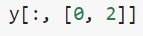 y[:, [0, 2]]